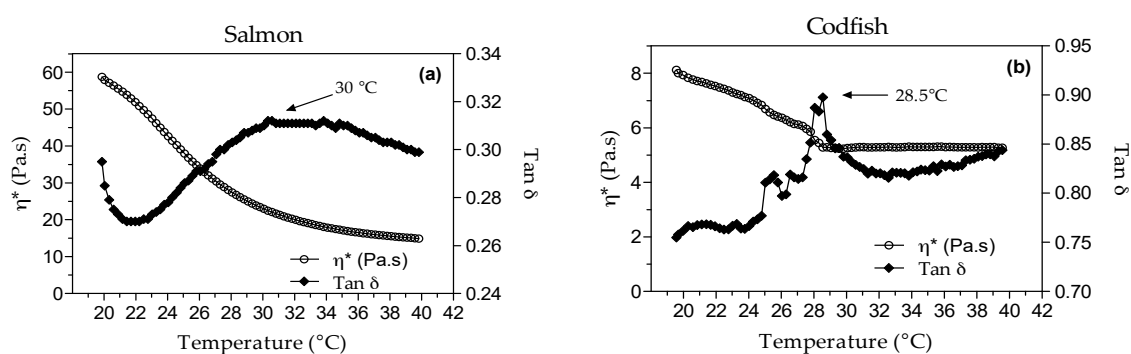 Salmon
(a)
30 °C
60
50
40
30
20
10
0
η* (Pa.s)
0.34
0.32
0.30
0.28
0.26
0.24
Tan δ
η* (Pa.s)
Tan δ
20 22 24 26 28 30 32 34 36 38 40 42
Temperature (°C)
Codfish
(b)
28.5°C
8
6
4
2
0
η* (Pa.s)
0.95
0.90
0.85
0.80
0.75
0.70
Tan δ
η* (Pa.s)
Tan δ
20 22 24 26 28 30 32 34 36 38 40 42
Temperature (°C)